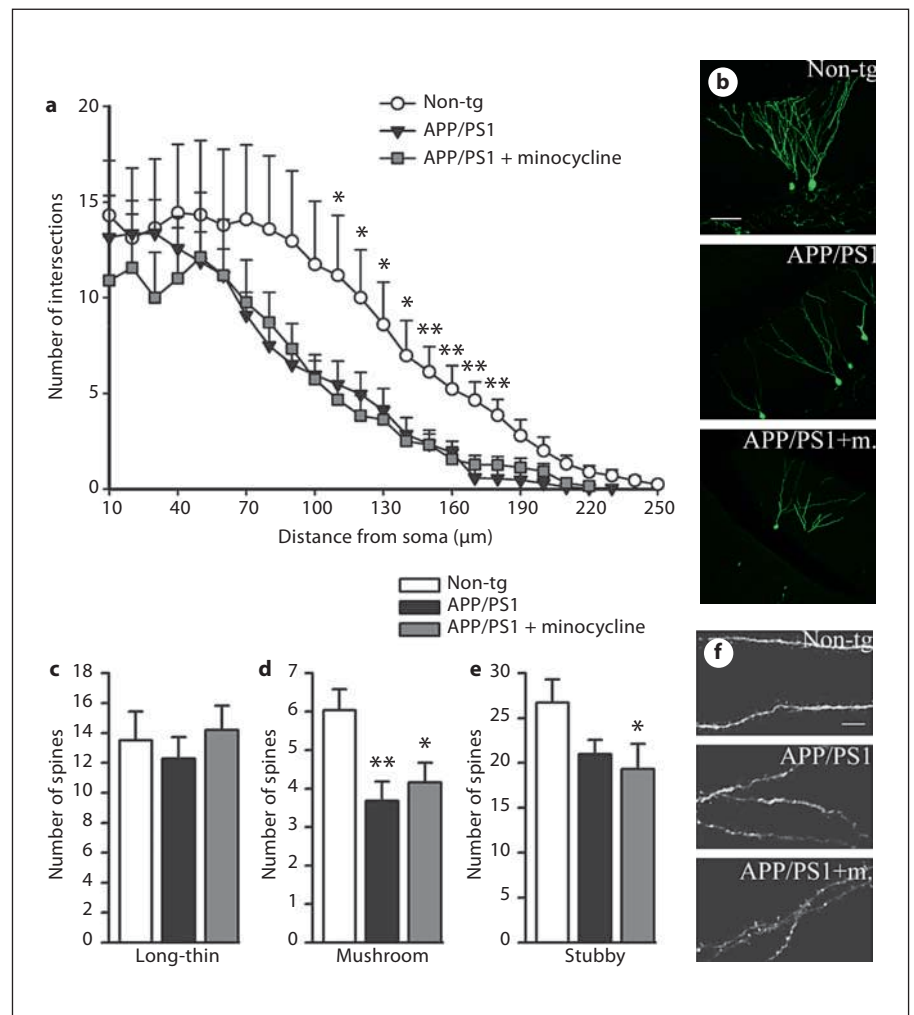 a
Non-tg
APP/PS1
APP/PS1 + minocycline
Number of intersections
20
15
10
5
0
* * * * ** ** ** **
10 40 70 100 130 160 190 220 250
Distance from soma (µm)
b
Non-tg
APP/PS1
APP/PS1+m.
Non-tg
APP/PS1
APP/PS1 + minocycline
c
Number of spines
18
16
14
12
10
8
6
4
2
0
Long-thin
d
Number of spines
7
6
5
4
3
2
1
0
** *
Mushroom
e
Number of spines
30
25
20
15
10
5
0
*
Stubby
f
Non-tg
APP/PS1
APP/PS1+m.